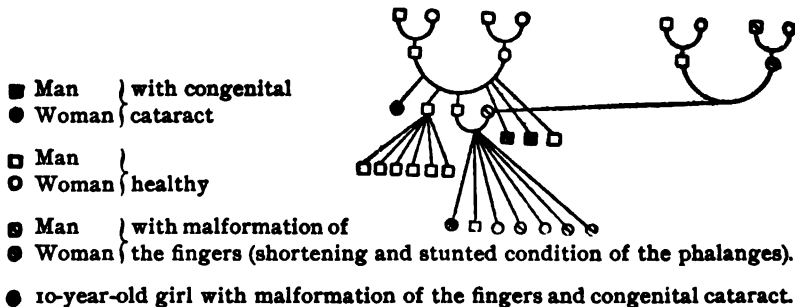 Man } with congenital
Woman } cataract
Man }
Woman } healthy
Man } with malformation of
Woman } the fingers (shortening and stunted condition of the phalanges).
10-year-old girl with malformation of the fingers and congenital cataract.